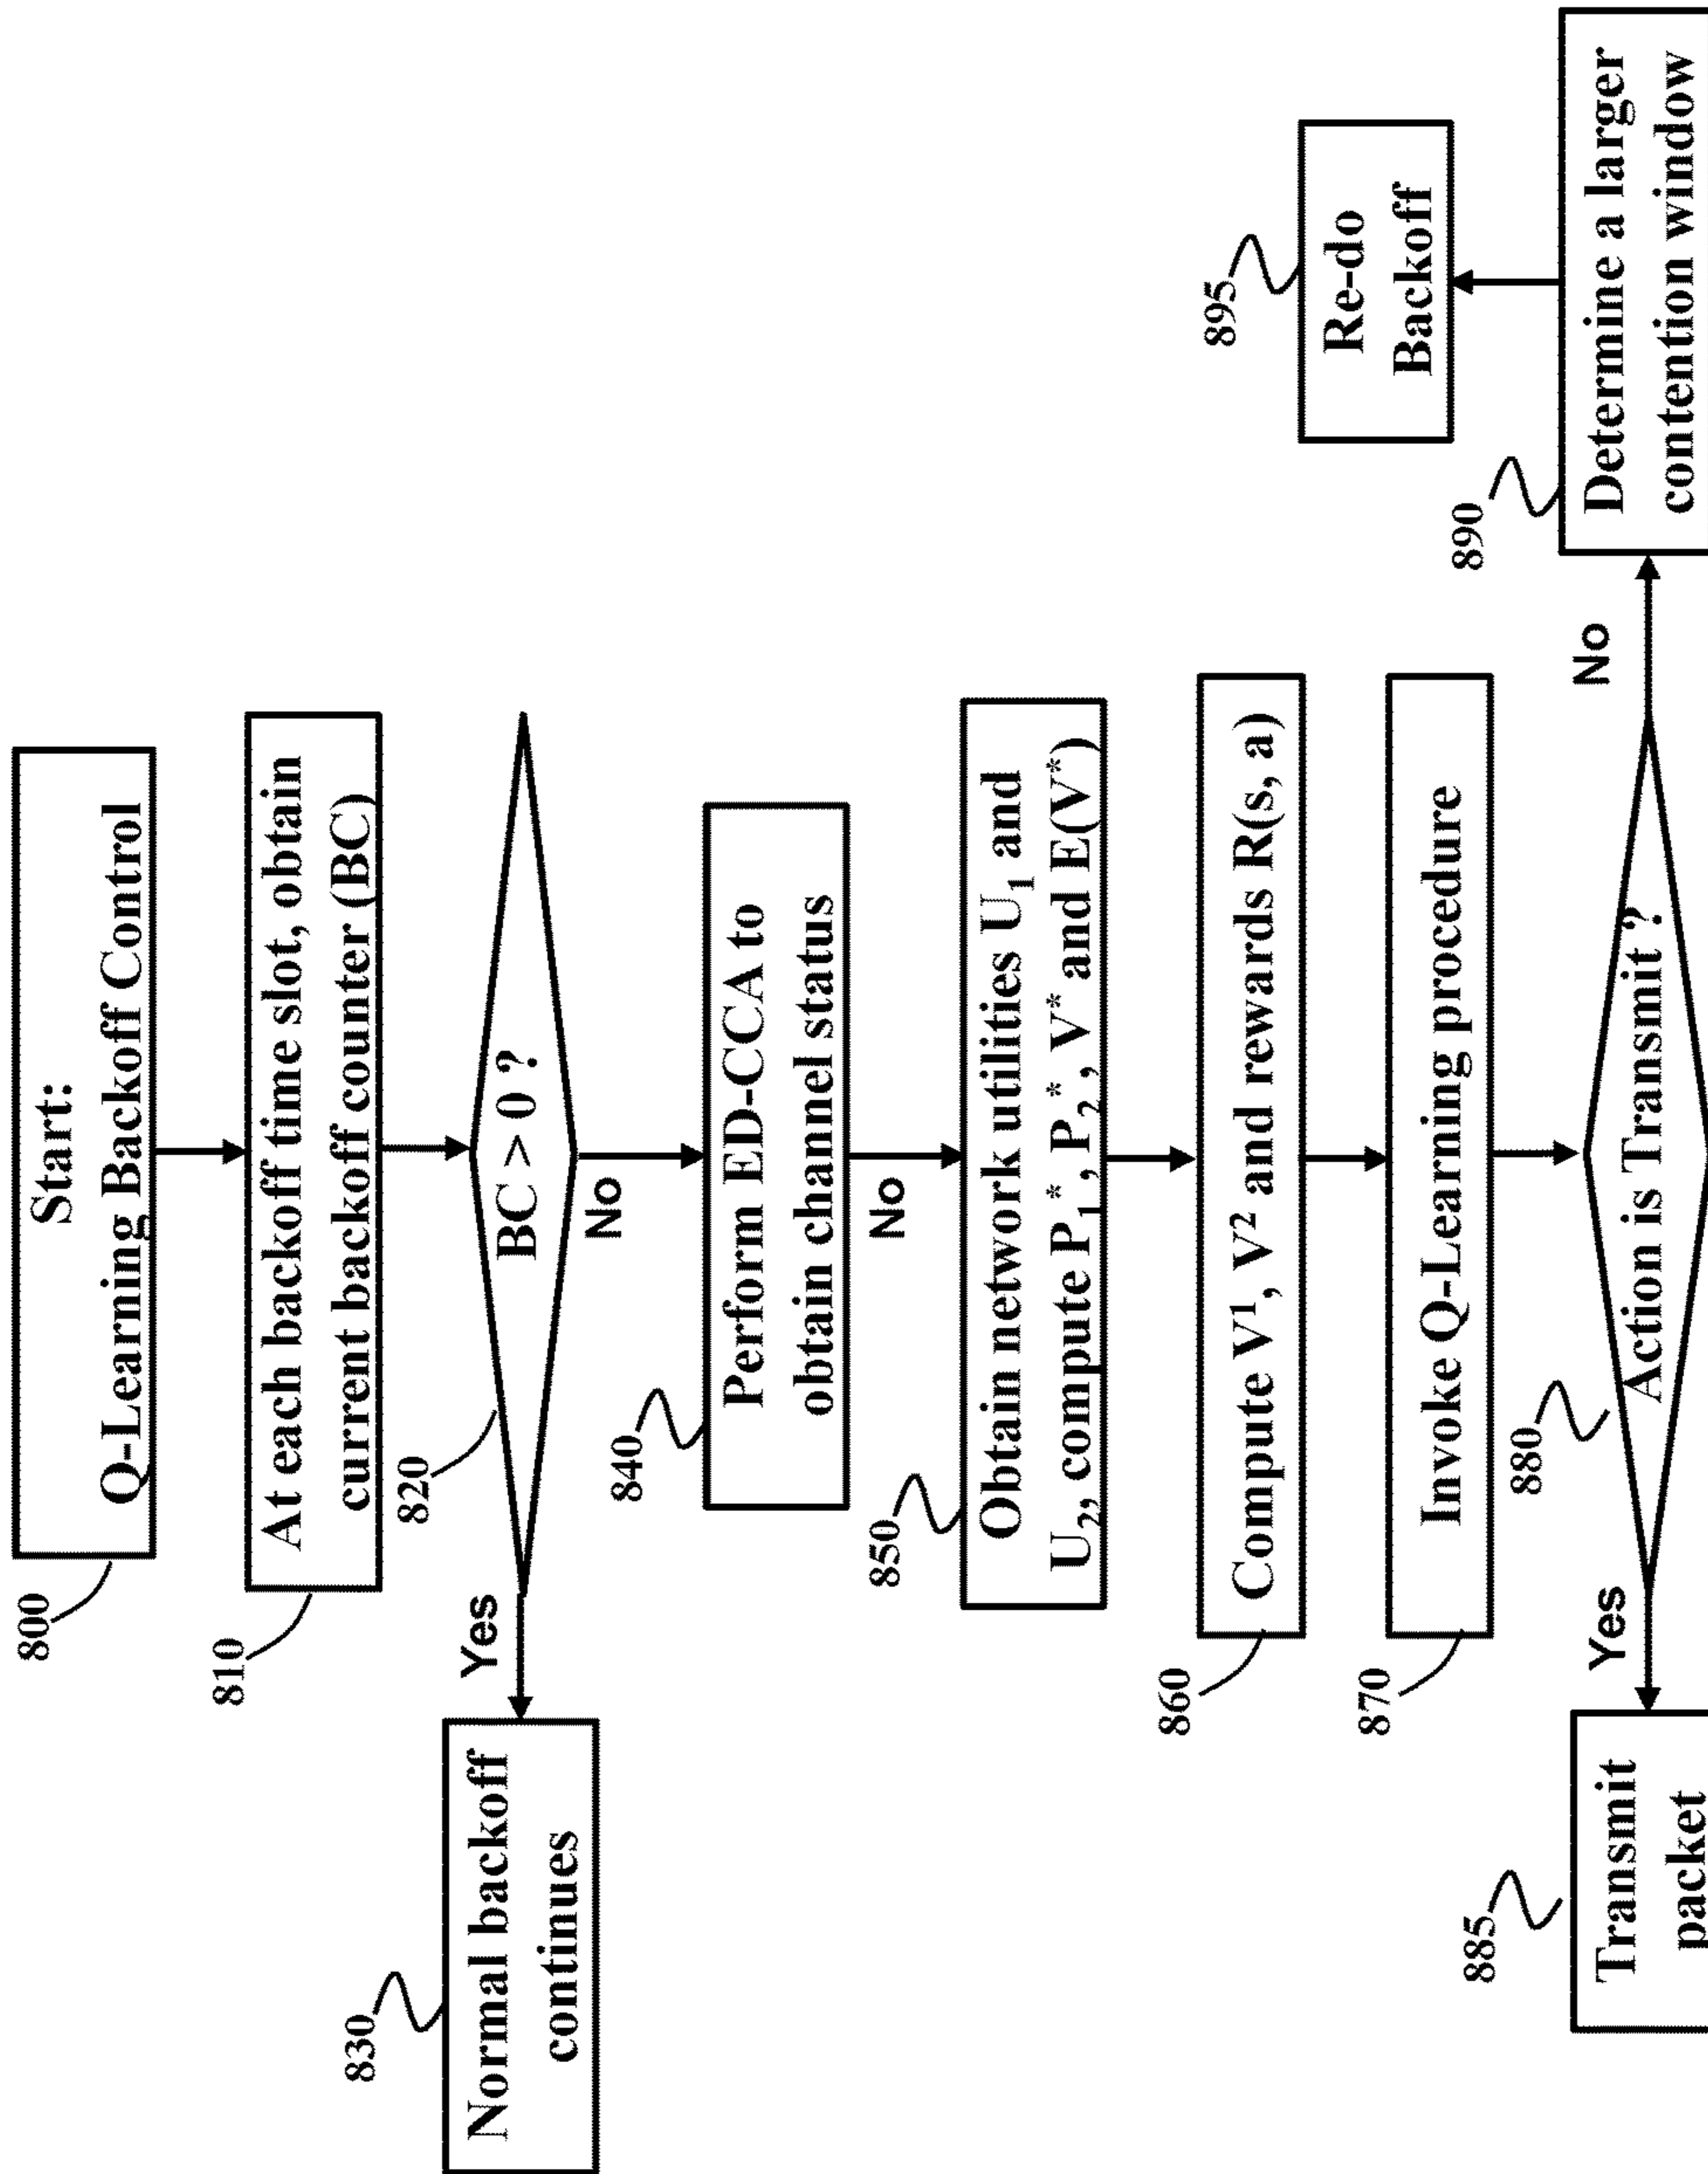 Start:
Q-Learning Backoff Control
800
At each backoff time slot, obtain
current backoff counter (BC)
810
BC > 0 ?
820
Yes
Normal backoff
continues
830
No
Perform ED-CCA to
obtain channel status
840
No
Obtain network utilities U₁ and
U₂, compute P₁*, P₂*, V* and E(V*)
850
Compute V¹, V² and rewards R(s, a)
860
Invoke Q-Learning procedure
870
Action is Transmit ?
880
Yes
Transmit
packet
885
No
Determine a larger
contention window
890
Re-do
Backoff
895